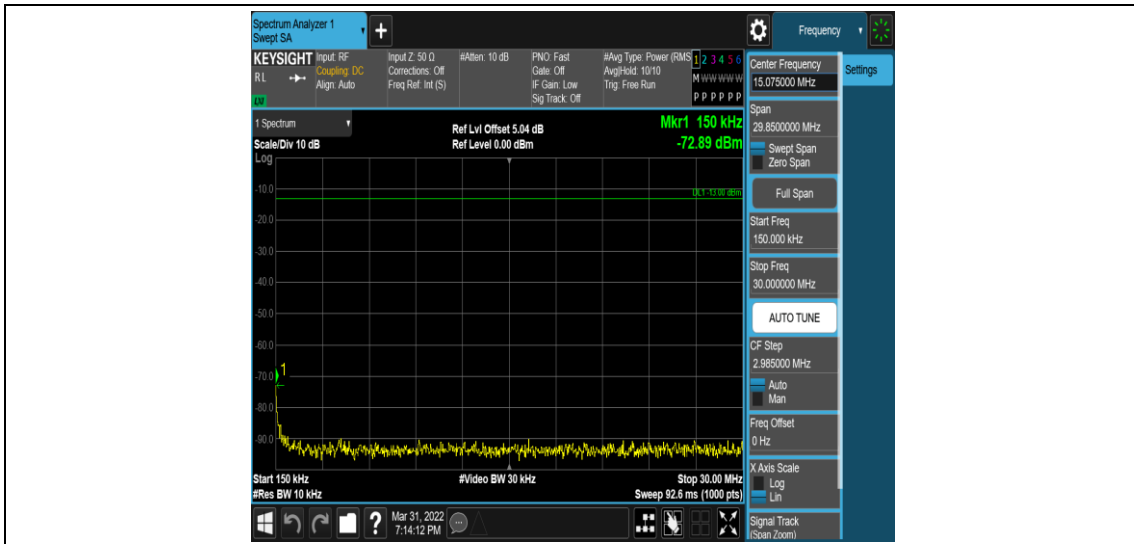 Spectrum Analyzer 1
Swept SA
+
Frequency
KEYSIGHT
RL
LXI
Input: RF
Coupling: DC
Align: Auto
Input Z: 50 Ω
Corrections: Off
Freq Ref: Int (S)
#Atten: 10 dB
PNO: Fast
Gate: Off
IF Gain: Low
Sig Track: Off
#Avg Type: Power (RMS
Avg|Hold: 10/10
Trig: Free Run
1 2 3 4 5 6
M W W W W W
P P P P P P
Center Frequency
15.075000 MHz
Settings
Span
29.8500000 MHz
Swept Span
Zero Span
Full Span
Start Freq
150.000 kHz
Stop Freq
30.000000 MHz
AUTO TUNE
CF Step
2.985000 MHz
Auto
Man
Freq Offset
0 Hz
X Axis Scale
Log
Lin
Signal Track
(Span Zoom)
1 Spectrum
Scale/Div 10 dB
Ref Lvl Offset 5.04 dB
Ref Level 0.00 dBm
Mkr1 150 kHz
-72.89 dBm
Log
DL1 -13.00 dBm
-10.0
-20.0
-30.0
-40.0
-50.0
-60.0
-70.0
-80.0
-90.0
1
Start 150 kHz
#Res BW 10 kHz
#Video BW 30 kHz
Stop 30.00 MHz
Sweep 92.6 ms (1000 pts)
?
Mar 31, 2022
7:14:12 PM